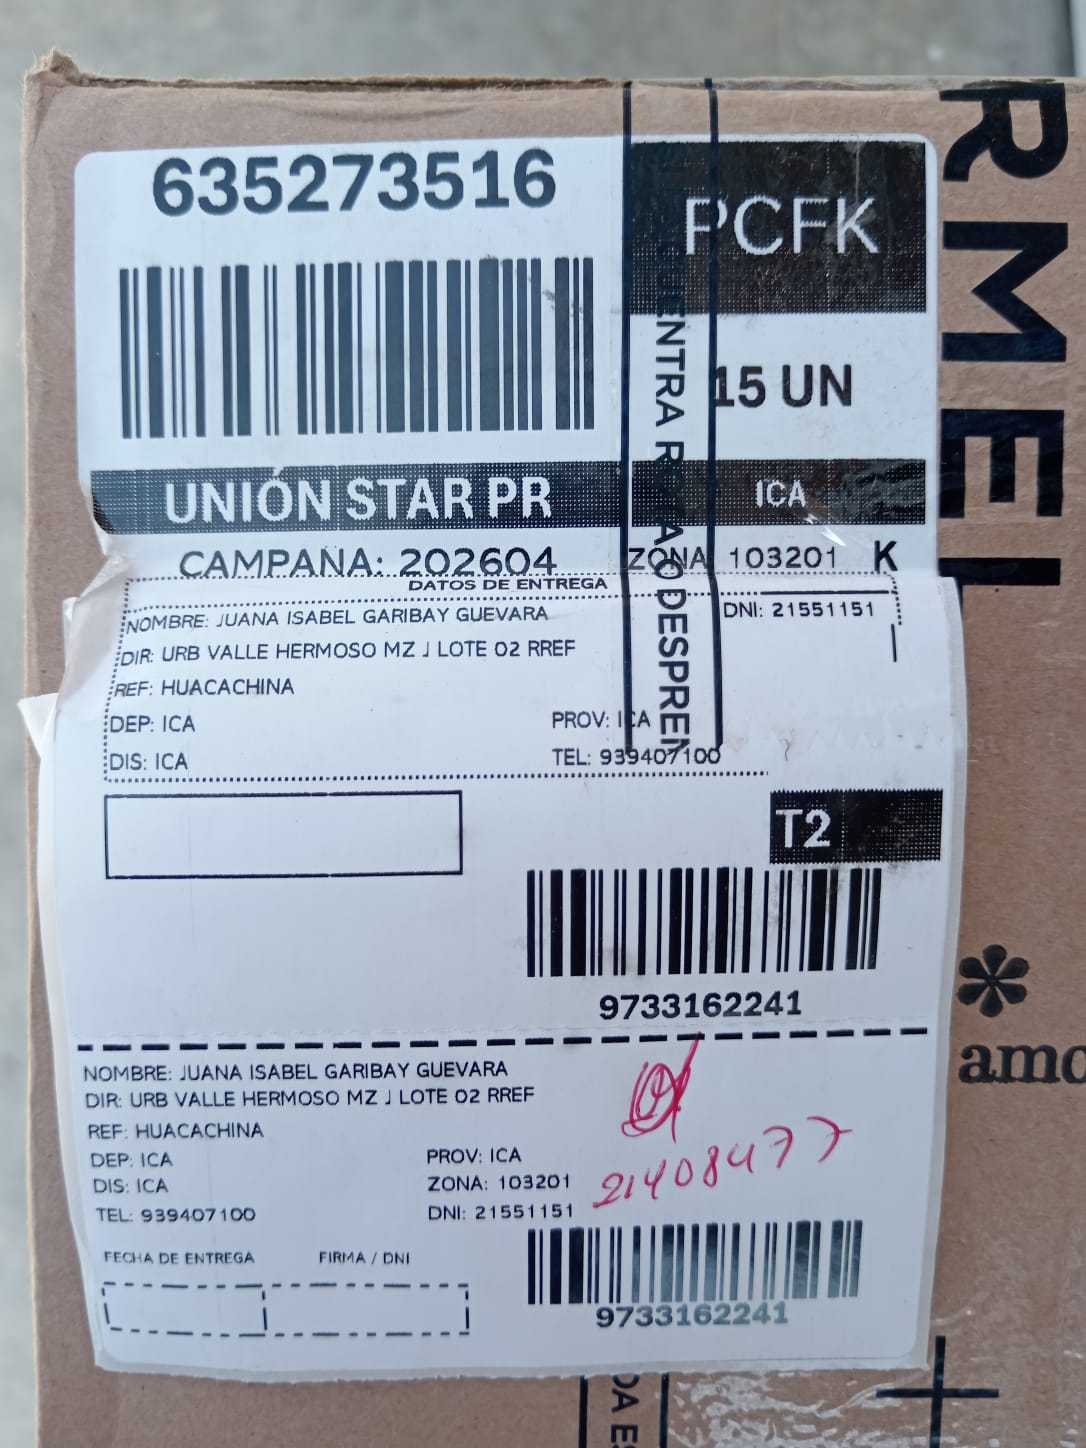 635273516
PCFK
15 UN
UNIÓN STAR PR
ICA
CAMPAÑA: 202604
ZONA 103201 K
DATOS DE ENTREGA
NOMBRE: JUANA ISABEL GARIBAY GUEVARA
DNI: 21551151
DIR: URB VALLE HERMOSO MZ J LOTE 02 RREF
REF: HUACACHINA
DEP: ICA
PROV: ICA
DIS: ICA
TEL: 939407100
T2
9733162241
NOMBRE: JUANA ISABEL GARIBAY GUEVARA
DIR: URB VALLE HERMOSO MZ J LOTE 02 RREF
REF: HUACACHINA
DEP: ICA
PROV: ICA
DIS: ICA
ZONA: 103201
TEL: 939407100
DNI: 21551151
21408477
FECHA DE ENTREGA
FIRMA / DNI
9733162241
RMEL
amo